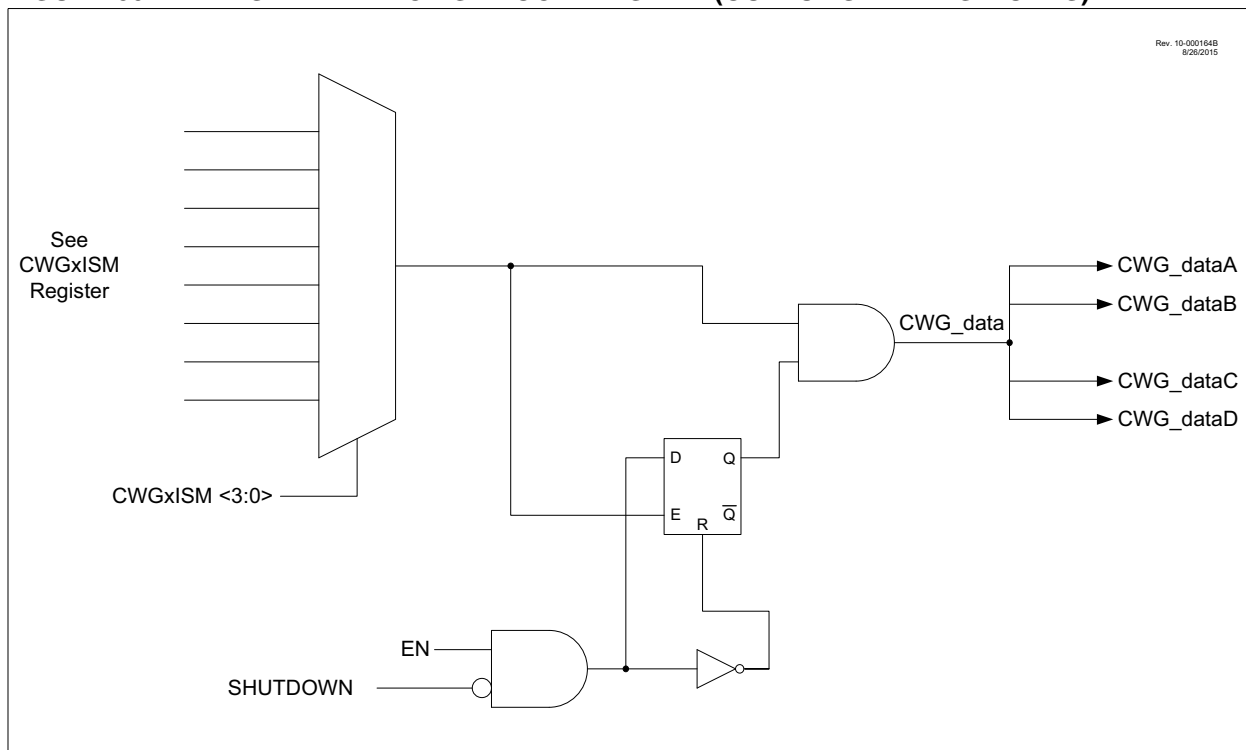 Rev. 10-000164B
8/26/2015
See
CWGxISM
Register
CWGxISM <3:0>
CWG_data
CWG_dataA
CWG_dataB
CWG_dataC
CWG_dataD
D
Q
E
Q̅
R
EN
SHUTDOWN